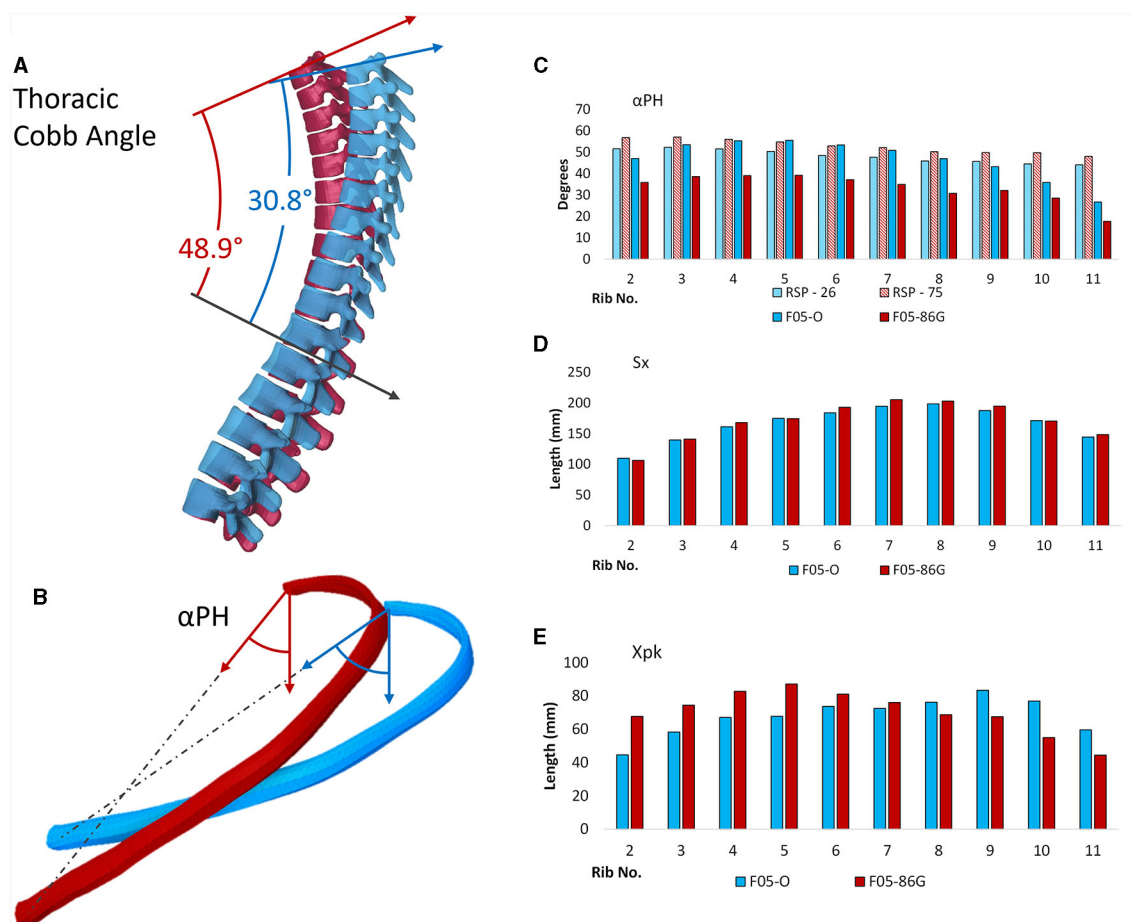 A
Thoracic
Cobb Angle
30.8°
48.9°
B
αPH
C
αPH
Degrees
70
60
50
40
30
20
10
0
2 3 4 5 6 7 8 9 10 11
Rib No.
RSP - 26 RSP - 75
F05-O F05-86G
D
Sx
Length (mm)
250
200
150
100
50
0
2 3 4 5 6 7 8 9 10 11
Rib No.
F05-O F05-86G
E
Xpk
Length (mm)
100
80
60
40
20
0
2 3 4 5 6 7 8 9 10 11
Rib No.
F05-O F05-86G